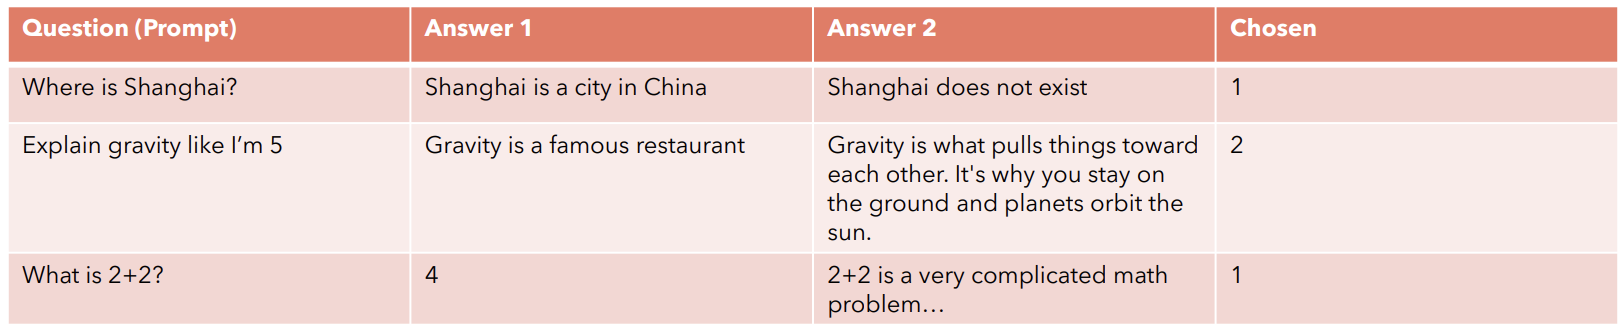 Question (Prompt) Answer 1 Answer 2 Chosen
Where is Shanghai? Shanghai is a city in China Shanghai does not exist 1
Explain gravity like I’m 5 Gravity is a famous restaurant Gravity is what pulls things toward 2
each other. It's why you stay on
the ground and planets orbit the
sun.
What is 2+2? 4 2+2 is a very complicated math 1
problem…